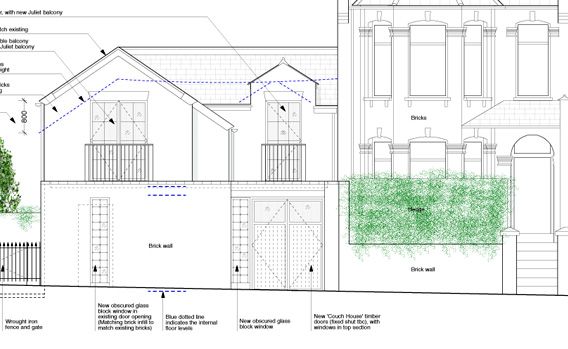 r, with new Juliet balcony
tch existing
ble balcony
Juliet balcony
ns
ight
icks
g
800
Bricks
Hedge
Brick wall
Brick wall
Wrought iron
fence and gate
New obscured glass
block window in
existing door opening
(Matching brick infill to
match existing bricks)
Blue dotted line
indicates the internal
floor levels
New obscured glass
block window
New 'Couch House' timber
doors (fixed shut tbc), with
windows in top section